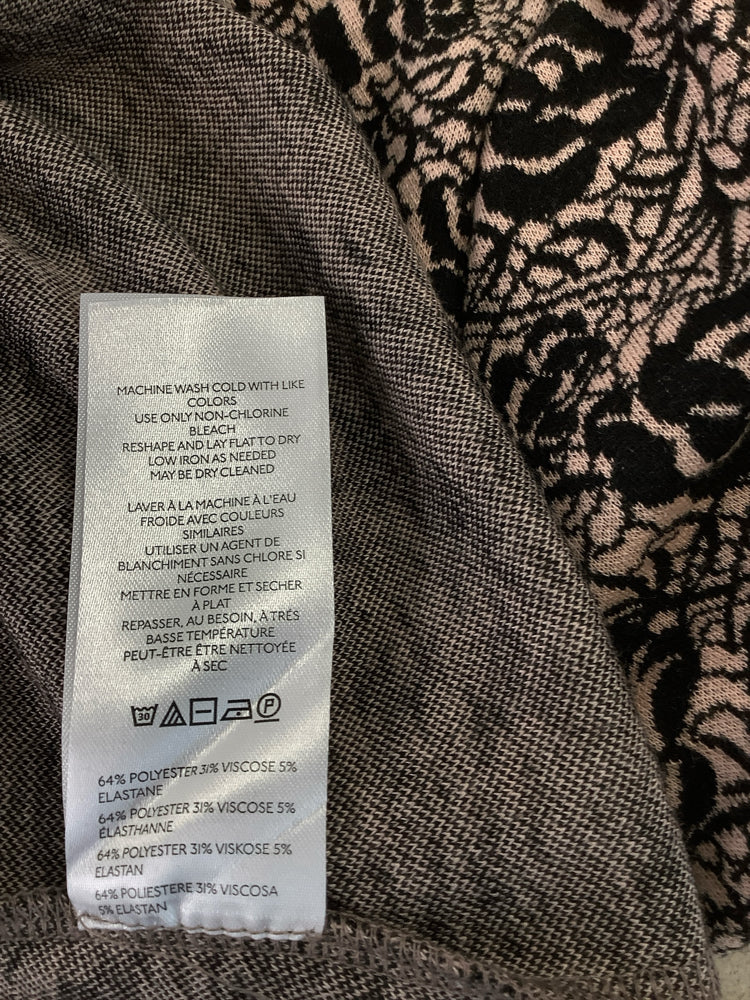 MACHINE WASH COLD WITH LIKE
COLORS
USE ONLY NON-CHLORINE
BLEACH
RESHAPE AND LAY FLAT TO DRY
LOW IRON AS NEEDED
MAY BE DRY CLEANED
LAVER À LA MACHINE À L'EAU
FROIDE AVEC COULEURS
SIMILAIRES
UTILISER UN AGENT DE
BLANCHIMENT SANS CHLORE SI
NÉCESSAIRE
METTRE EN FORME ET SECHER
À PLAT
REPASSER, AU BESOIN, À TRÉS
BASSE TEMPÉRATURE
PEUT-ÊTRE ÊTRE NETTOYÉE
À SEC
30 P
64% POLYESTER 31% VISCOSE 5%
ELASTANE
64% POLYESTER 31% VISCOSE 5%
ÉLASTHANNE
64% POLYESTER 31% VISKOSE 5%
ELASTAN
64% POLIESTERE 31% VISCOSA
5% ELASTAN